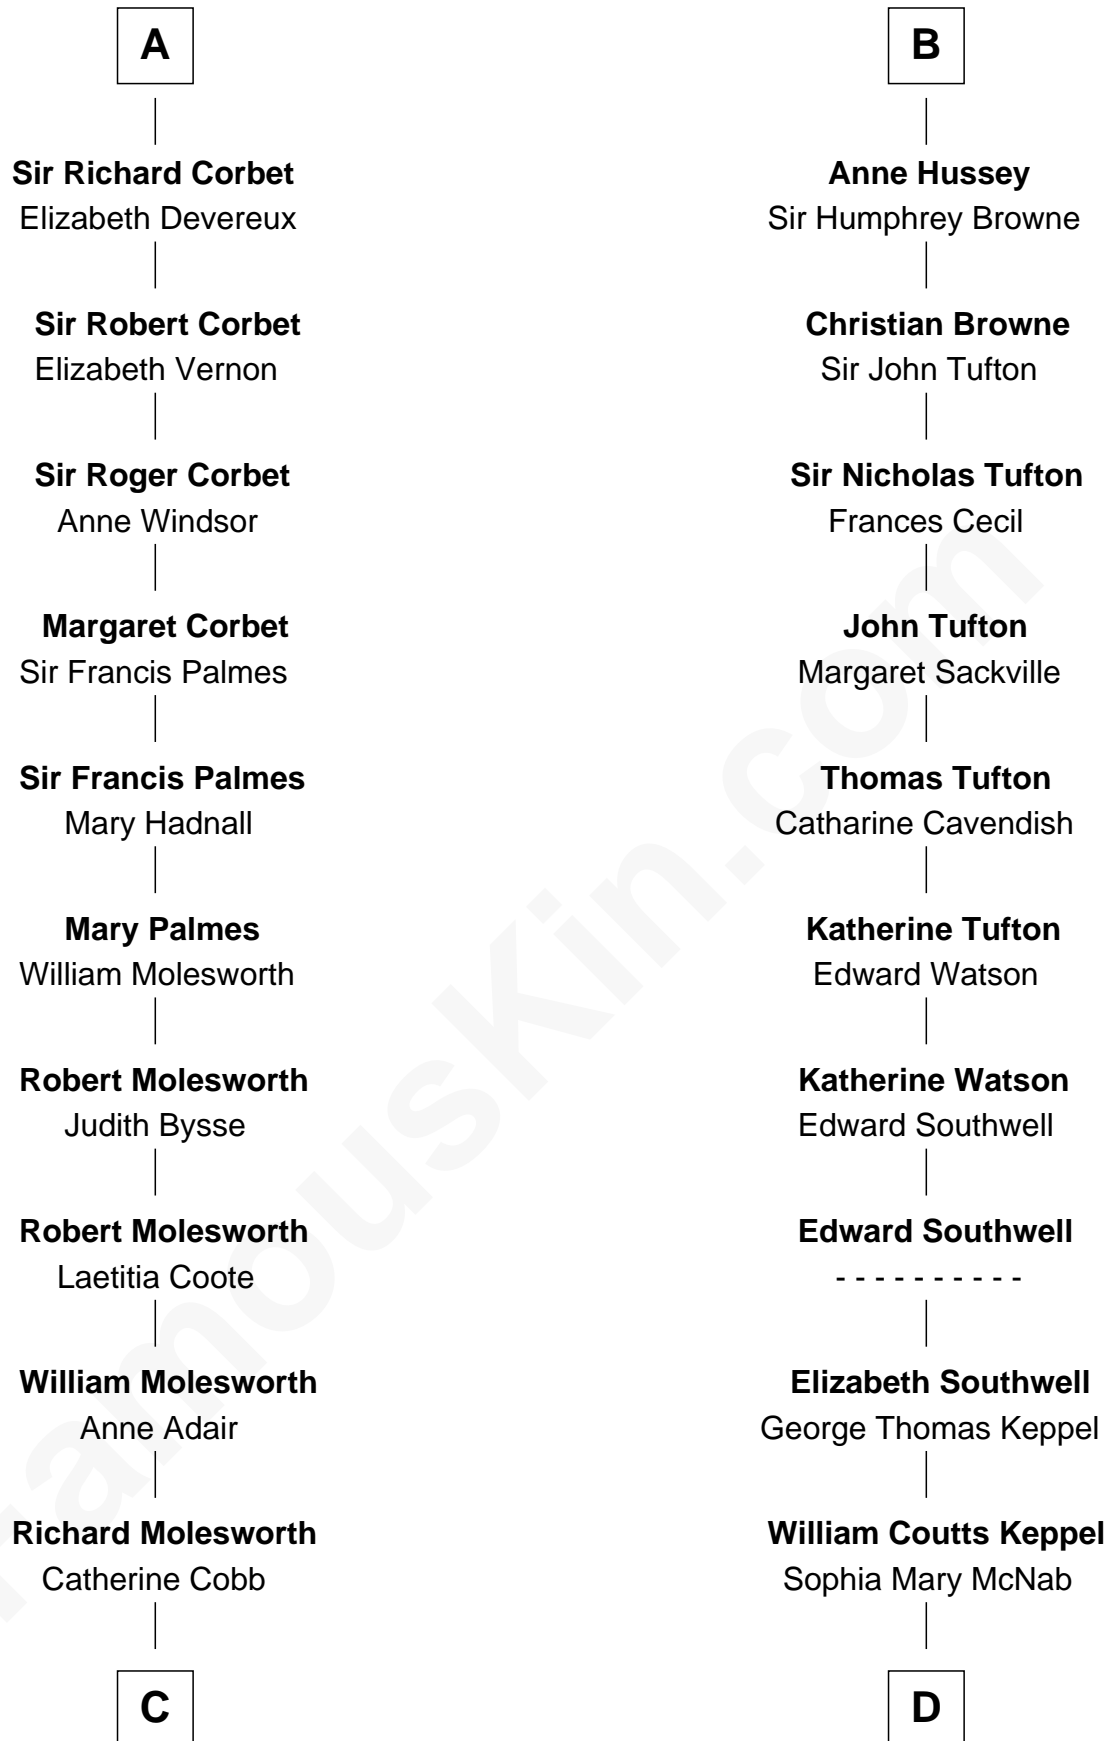 A
Sir Richard Corbet
Elizabeth Devereux
Sir Robert Corbet
Elizabeth Vernon
Sir Roger Corbet
Anne Windsor
Margaret Corbet
Sir Francis Palmes
Sir Francis Palmes
Mary Hadnall
Mary Palmes
William Molesworth
Robert Molesworth
Judith Bysse
Robert Molesworth
Laetitia Coote
William Molesworth
Anne Adair
Richard Molesworth
Catherine Cobb
C
B
Anne Hussey
Sir Humphrey Browne
Christian Browne
Sir John Tufton
Sir Nicholas Tufton
Frances Cecil
John Tufton
Margaret Sackville
Thomas Tufton
Catharine Cavendish
Katherine Tufton
Edward Watson
Katherine Watson
Edward Southwell
Edward Southwell
- - - - - - - - - -
Elizabeth Southwell
George Thomas Keppel
William Coutts Keppel
Sophia Mary McNab
D
FamousKin.com